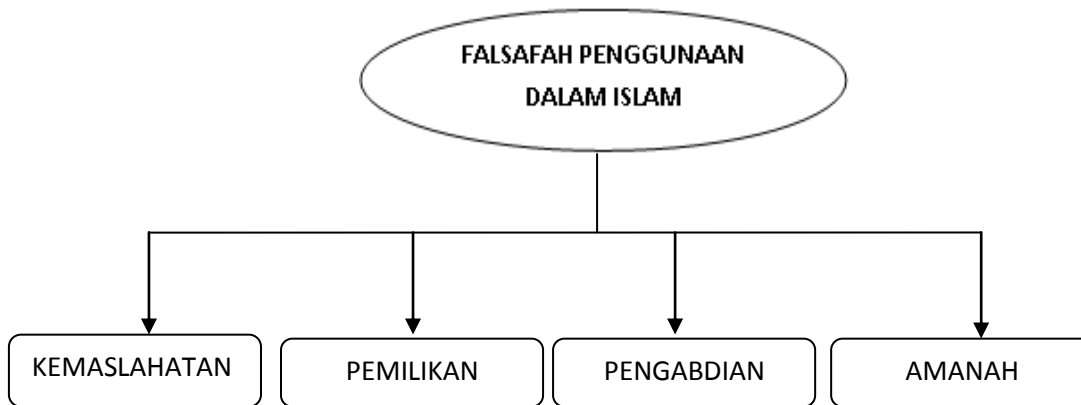 FALSAFAH PENGGUNAAN
DALAM ISLAM
KEMASLAHATAN
PEMILIKAN
PENGABDIAN
AMANAH